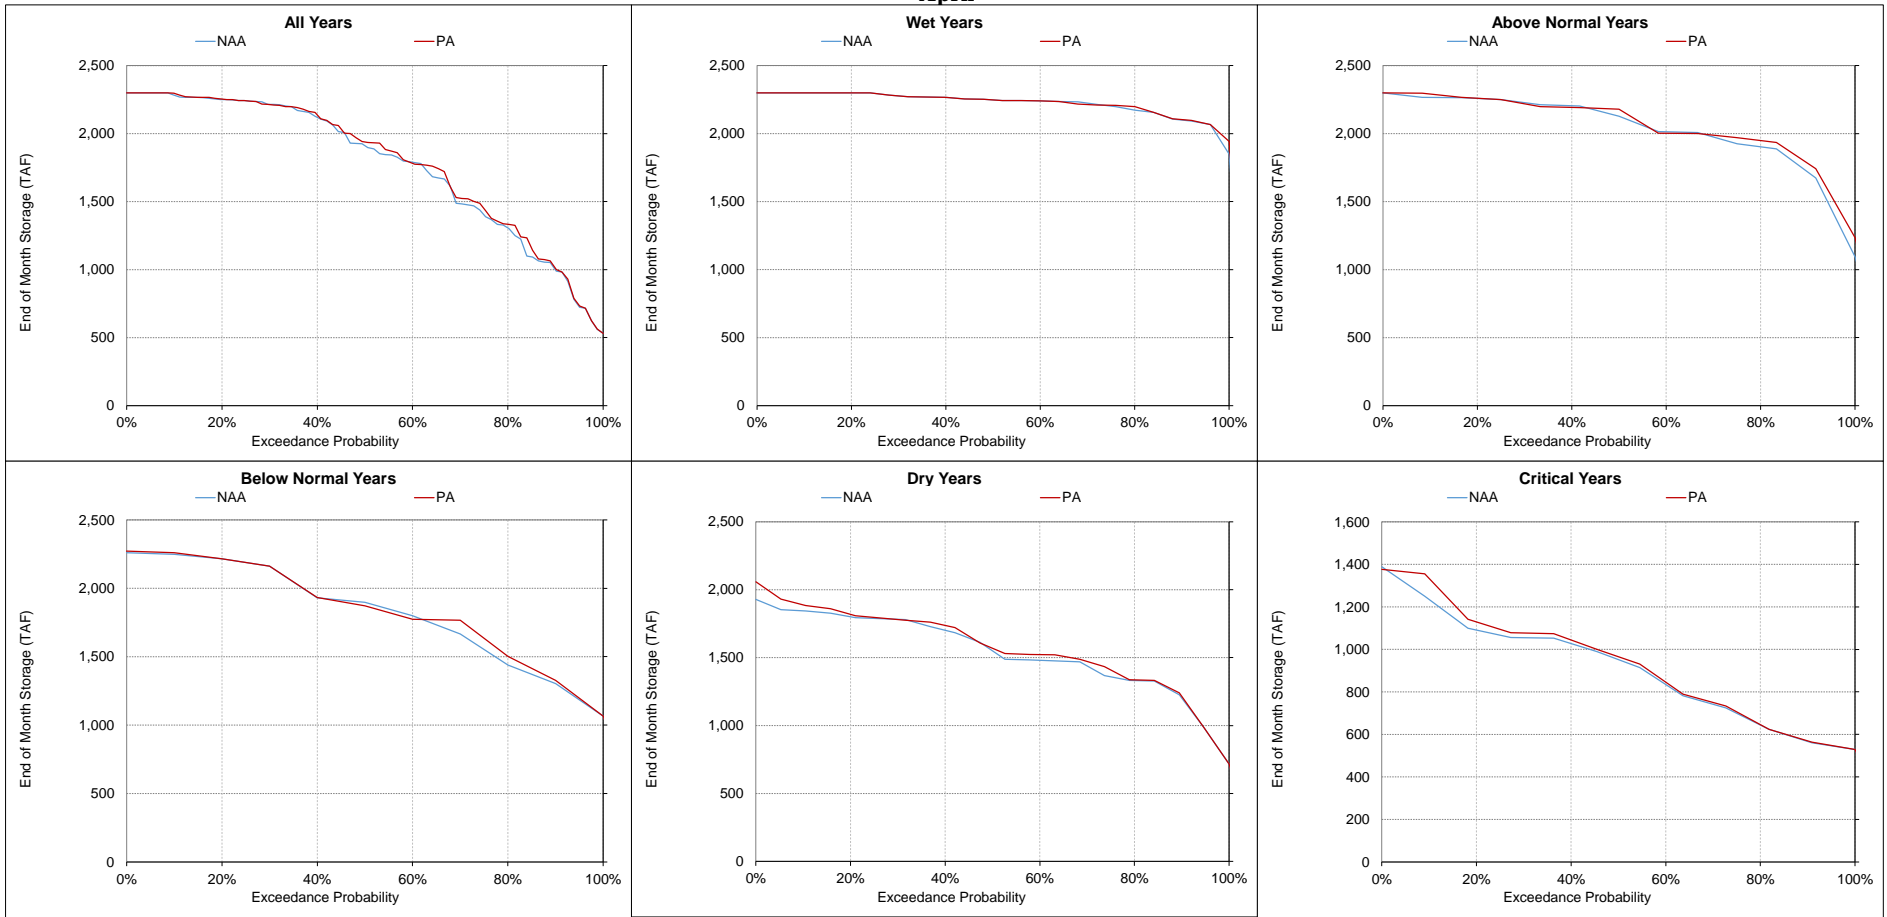 All Years
NAA PA
2,500
2,000
1,500
1,000
500
0
End of Month Storage (TAF)
0% 20% 40% 60% 80% 100%
Exceedance Probability
Wet Years
NAA PA
2,500
2,000
1,500
1,000
500
0
End of Month Storage (TAF)
0% 20% 40% 60% 80% 100%
Exceedance Probability
Above Normal Years
NAA PA
2,500
2,000
1,500
1,000
500
0
End of Month Storage (TAF)
0% 20% 40% 60% 80% 100%
Exceedance Probability
Below Normal Years
NAA PA
2,500
2,000
1,500
1,000
500
0
End of Month Storage (TAF)
0% 20% 40% 60% 80% 100%
Exceedance Probability
Dry Years
NAA PA
2,500
2,000
1,500
1,000
500
0
End of Month Storage (TAF)
0% 20% 40% 60% 80% 100%
Exceedance Probability
Critical Years
NAA PA
1,600
1,400
1,200
1,000
800
600
400
200
0
End of Month Storage (TAF)
0% 20% 40% 60% 80% 100%
Exceedance Probability